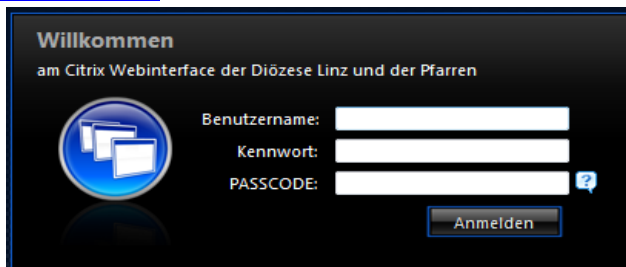 Willkommen
am Citrix Webinterface der Diözese Linz und der Pfarren
Benutzername:
Kennwort:
PASSCODE:
?
Anmelden